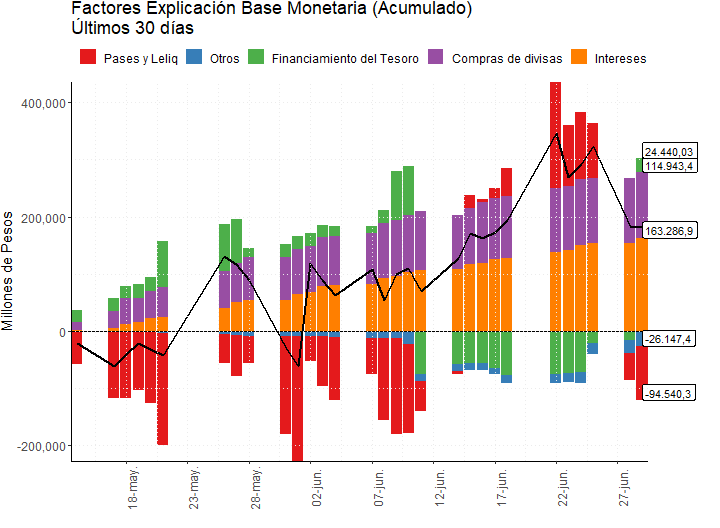 Factores Explicación Base Monetaria (Acumulado)
Últimos 30 días
Pases y Leliq
Otros
Financiamiento del Tesoro
Compras de divisas
Intereses
Millones de Pesos
400,000
200,000
0
-200,000
24.440,03
114.943,4
163.286,9
-26.147,4
-94.540,3
18-may.
23-may.
28-may.
02-jun.
07-jun.
12-jun.
17-jun.
22-jun.
27-jun.